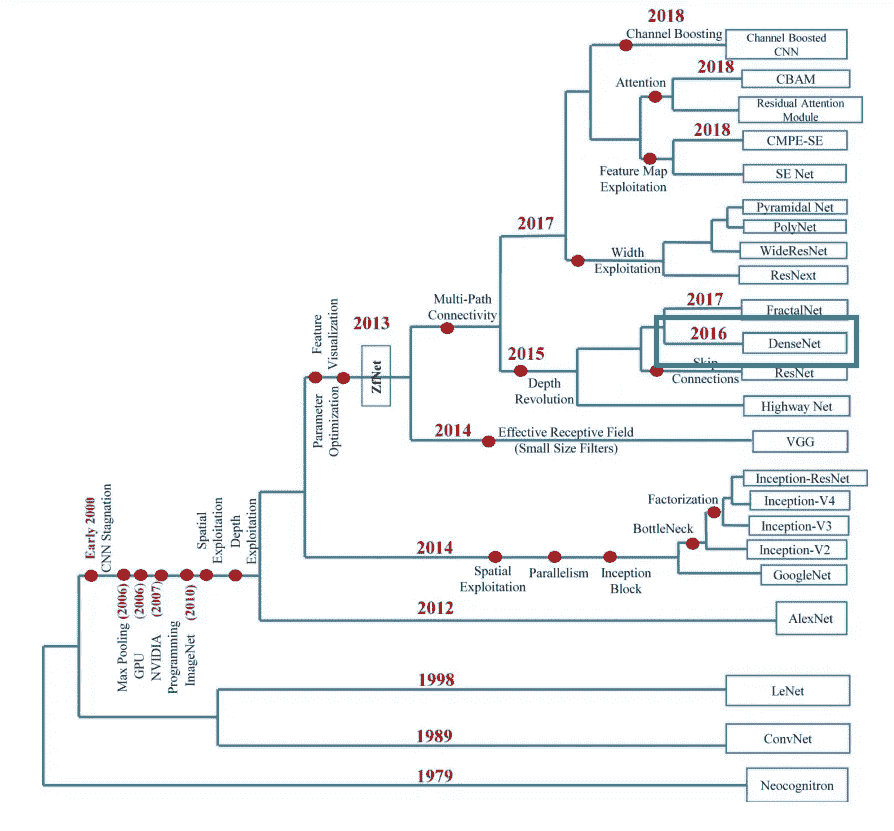 2018
Channel Boosting
Channel Boosted
CNN
2018
Attention
CBAM
Residual Attention
Module
2018
CMPE-SE
Feature Map
Exploitation
SE Net
2017
Pyramidal Net
PolyNet
Width
Exploitation
WideResNet
ResNext
Multi-Path
Connectivity
2017
FractalNet
2016
DenseNet
2015
Depth
Revolution
Skip
Connections
ResNet
Highway Net
2013
Feature
Visualization
Parameter
Optimization
ZfNet
2014
Effective Receptive Field
(Small Size Filters)
VGG
Inception-ResNet
Factorization
Inception-V4
BottleNeck
Inception-V3
Inception-V2
2014
Spatial
Exploitation
Parallelism
Inception
Block
GoogleNet
Early 2000
CNN Stagnation
Spatial
Exploitation
Depth
Exploitation
Max Pooling (2006)
GPU (2006)
NVIDIA (2007)
Programming
ImageNet (2010)
2012
AlexNet
1998
LeNet
1989
ConvNet
1979
Neocognitron